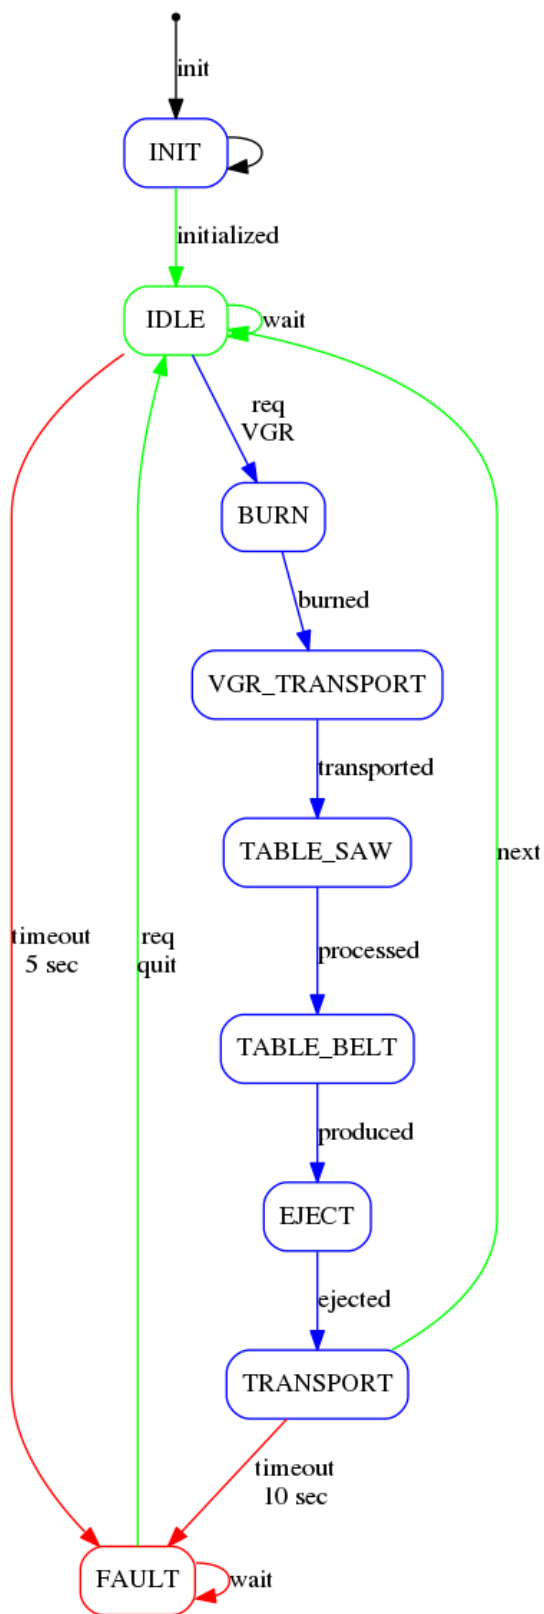 init
INIT
initialized
IDLE
wait
req
VGR
BURN
burned
VGR_TRANSPORT
transported
TABLE_SAW
next
processed
timeout
5 sec
req
quit
TABLE_BELT
produced
EJECT
ejected
TRANSPORT
timeout
10 sec
FAULT
wait